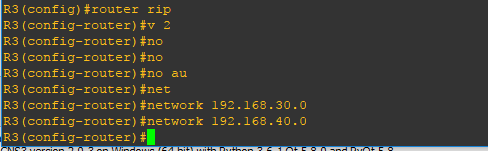 R3(config)#router rip
R3(config-router)#v 2
R3(config-router)#no
R3(config-router)#no
R3(config-router)#no au
R3(config-router)#net
R3(config-router)#network 192.168.30.0
R3(config-router)#network 192.168.40.0
R3(config-router)#
GNS3 version 2.0.3 on Windows (64-bit) with Python 3.6.1 Qt 5.8.0 and PyQt 5.8